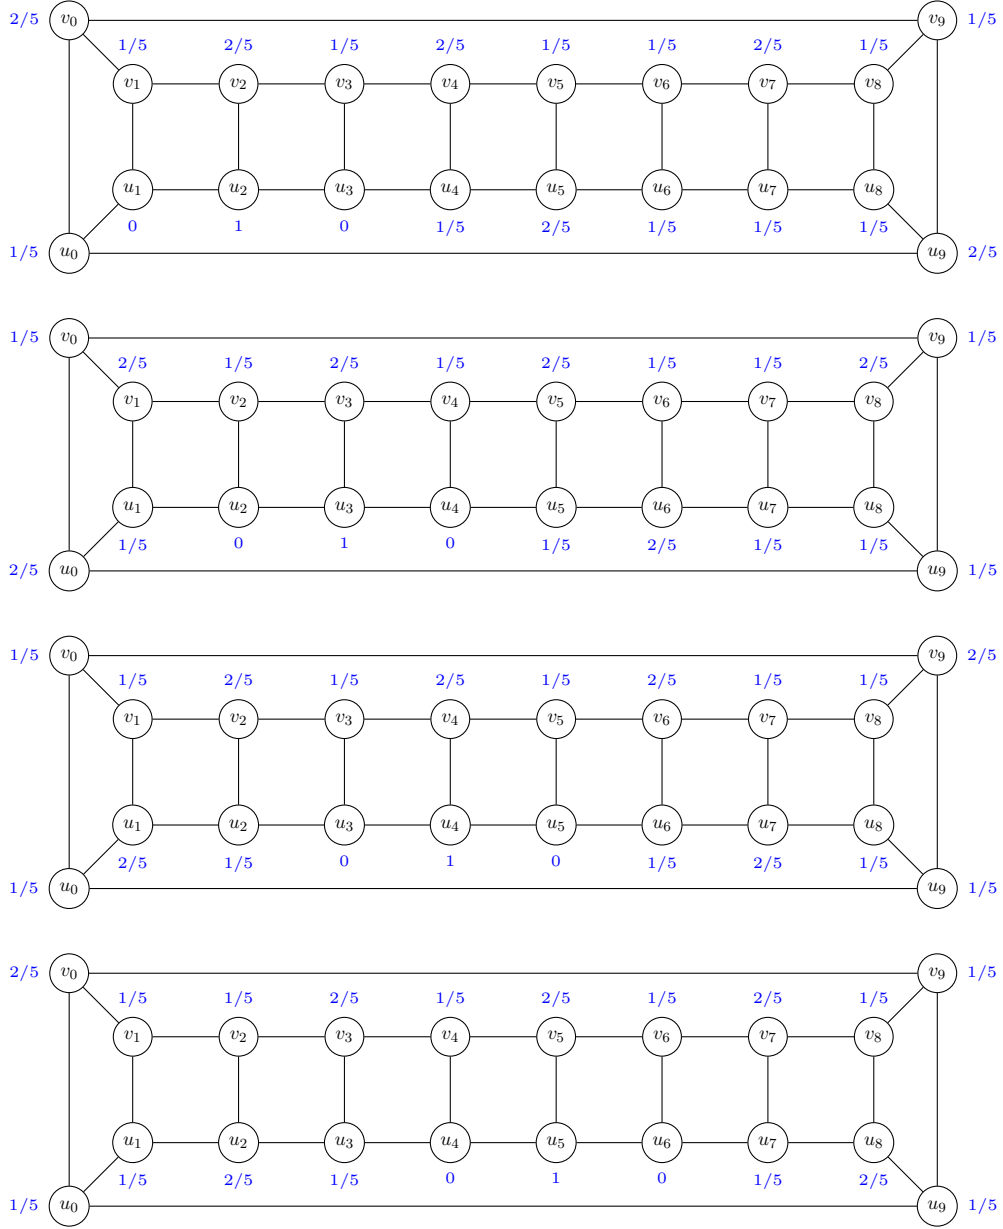 2/5 v₀ v₉ 1/5
1/5 2/5 1/5 2/5 1/5 1/5 2/5 1/5
v₁ v₂ v₃ v₄ v₅ v₆ v₇ v₈
u₁ u₂ u₃ u₄ u₅ u₆ u₇ u₈
0 1 0 1/5 2/5 1/5 1/5 1/5
1/5 u₀ u₉ 2/5
1/5 v₀ v₉ 1/5
2/5 1/5 2/5 1/5 2/5 1/5 1/5 2/5
v₁ v₂ v₃ v₄ v₅ v₆ v₇ v₈
u₁ u₂ u₃ u₄ u₅ u₆ u₇ u₈
1/5 0 1 0 1/5 2/5 1/5 1/5
2/5 u₀ u₉ 1/5
1/5 v₀ v₉ 2/5
1/5 2/5 1/5 2/5 1/5 2/5 1/5 1/5
v₁ v₂ v₃ v₄ v₅ v₆ v₇ v₈
u₁ u₂ u₃ u₄ u₅ u₆ u₇ u₈
2/5 1/5 0 1 0 1/5 2/5 1/5
1/5 u₀ u₉ 1/5
2/5 v₀ v₉ 1/5
1/5 1/5 2/5 1/5 2/5 1/5 2/5 1/5
v₁ v₂ v₃ v₄ v₅ v₆ v₇ v₈
u₁ u₂ u₃ u₄ u₅ u₆ u₇ u₈
1/5 2/5 1/5 0 1 0 1/5 2/5
1/5 u₀ u₉ 1/5